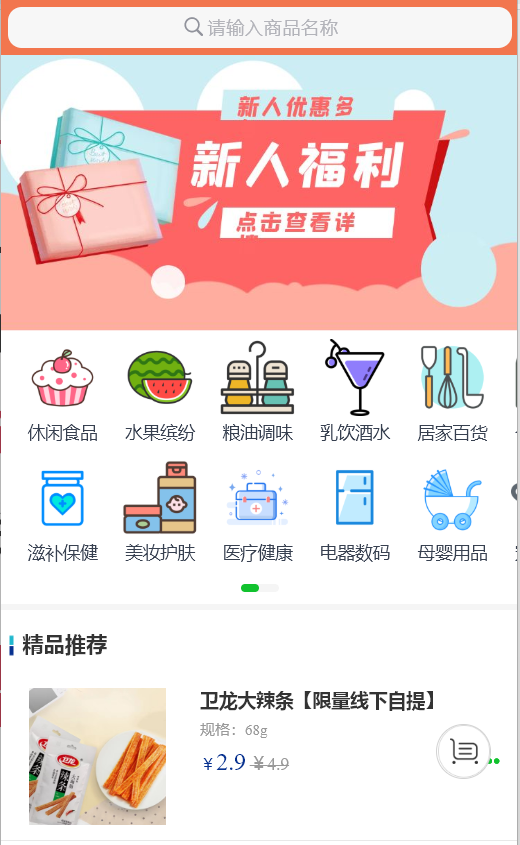 请输入商品名称
新人优惠多
新人福利
点击查看详
休闲食品
水果缤纷
粮油调味
乳饮酒水
居家百货
滋补保健
美妆护肤
医疗健康
电器数码
母婴用品
精品推荐
卫龙大辣条【限量线下自提】
规格：68g
¥2.9 ¥4.9
卫龙
辣条